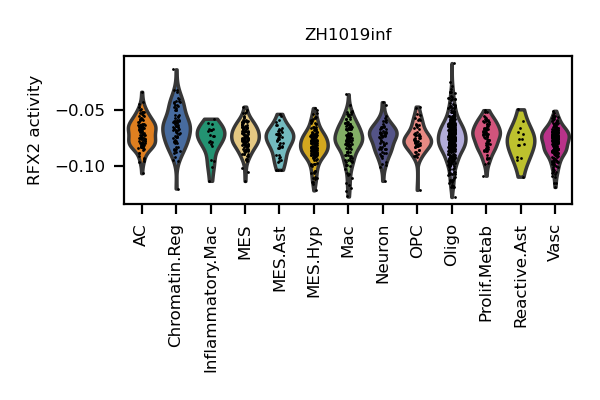 ZH1019inf
RFX2 activity
−0.05
−0.10
AC
Chromatin.Reg
Inflammatory.Mac
MES
MES.Ast
MES.Hyp
Mac
Neuron
OPC
Oligo
Prolif.Metab
Reactive.Ast
Vasc